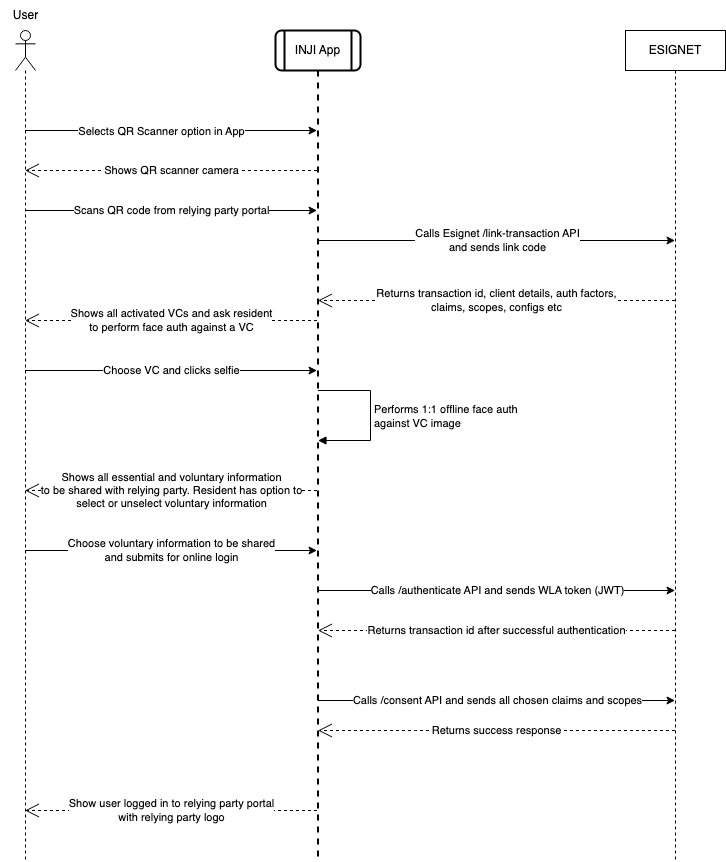 User
INJI App
ESIGNET
Selects QR Scanner option in App
Shows QR scanner camera
Scans QR code from relying party portal
Calls Esignet /link-transaction API
and sends link code
Returns transaction id, client details, auth factors,
claims, scopes, configs etc
Shows all activated VCs and ask resident
to perform face auth against a VC
Choose VC and clicks selfie
Performs 1:1 offline face auth
against VC image
Shows all essential and voluntary information
to be shared with relying party. Resident has option to
select or unselect voluntary information
Choose voluntary information to be shared
and submits for online login
Calls /authenticate API and sends WLA token (JWT)
Returns transaction id after successful authentication
Calls /consent API and sends all chosen claims and scopes
Returns success response
Show user logged in to relying party portal
with relying party logo